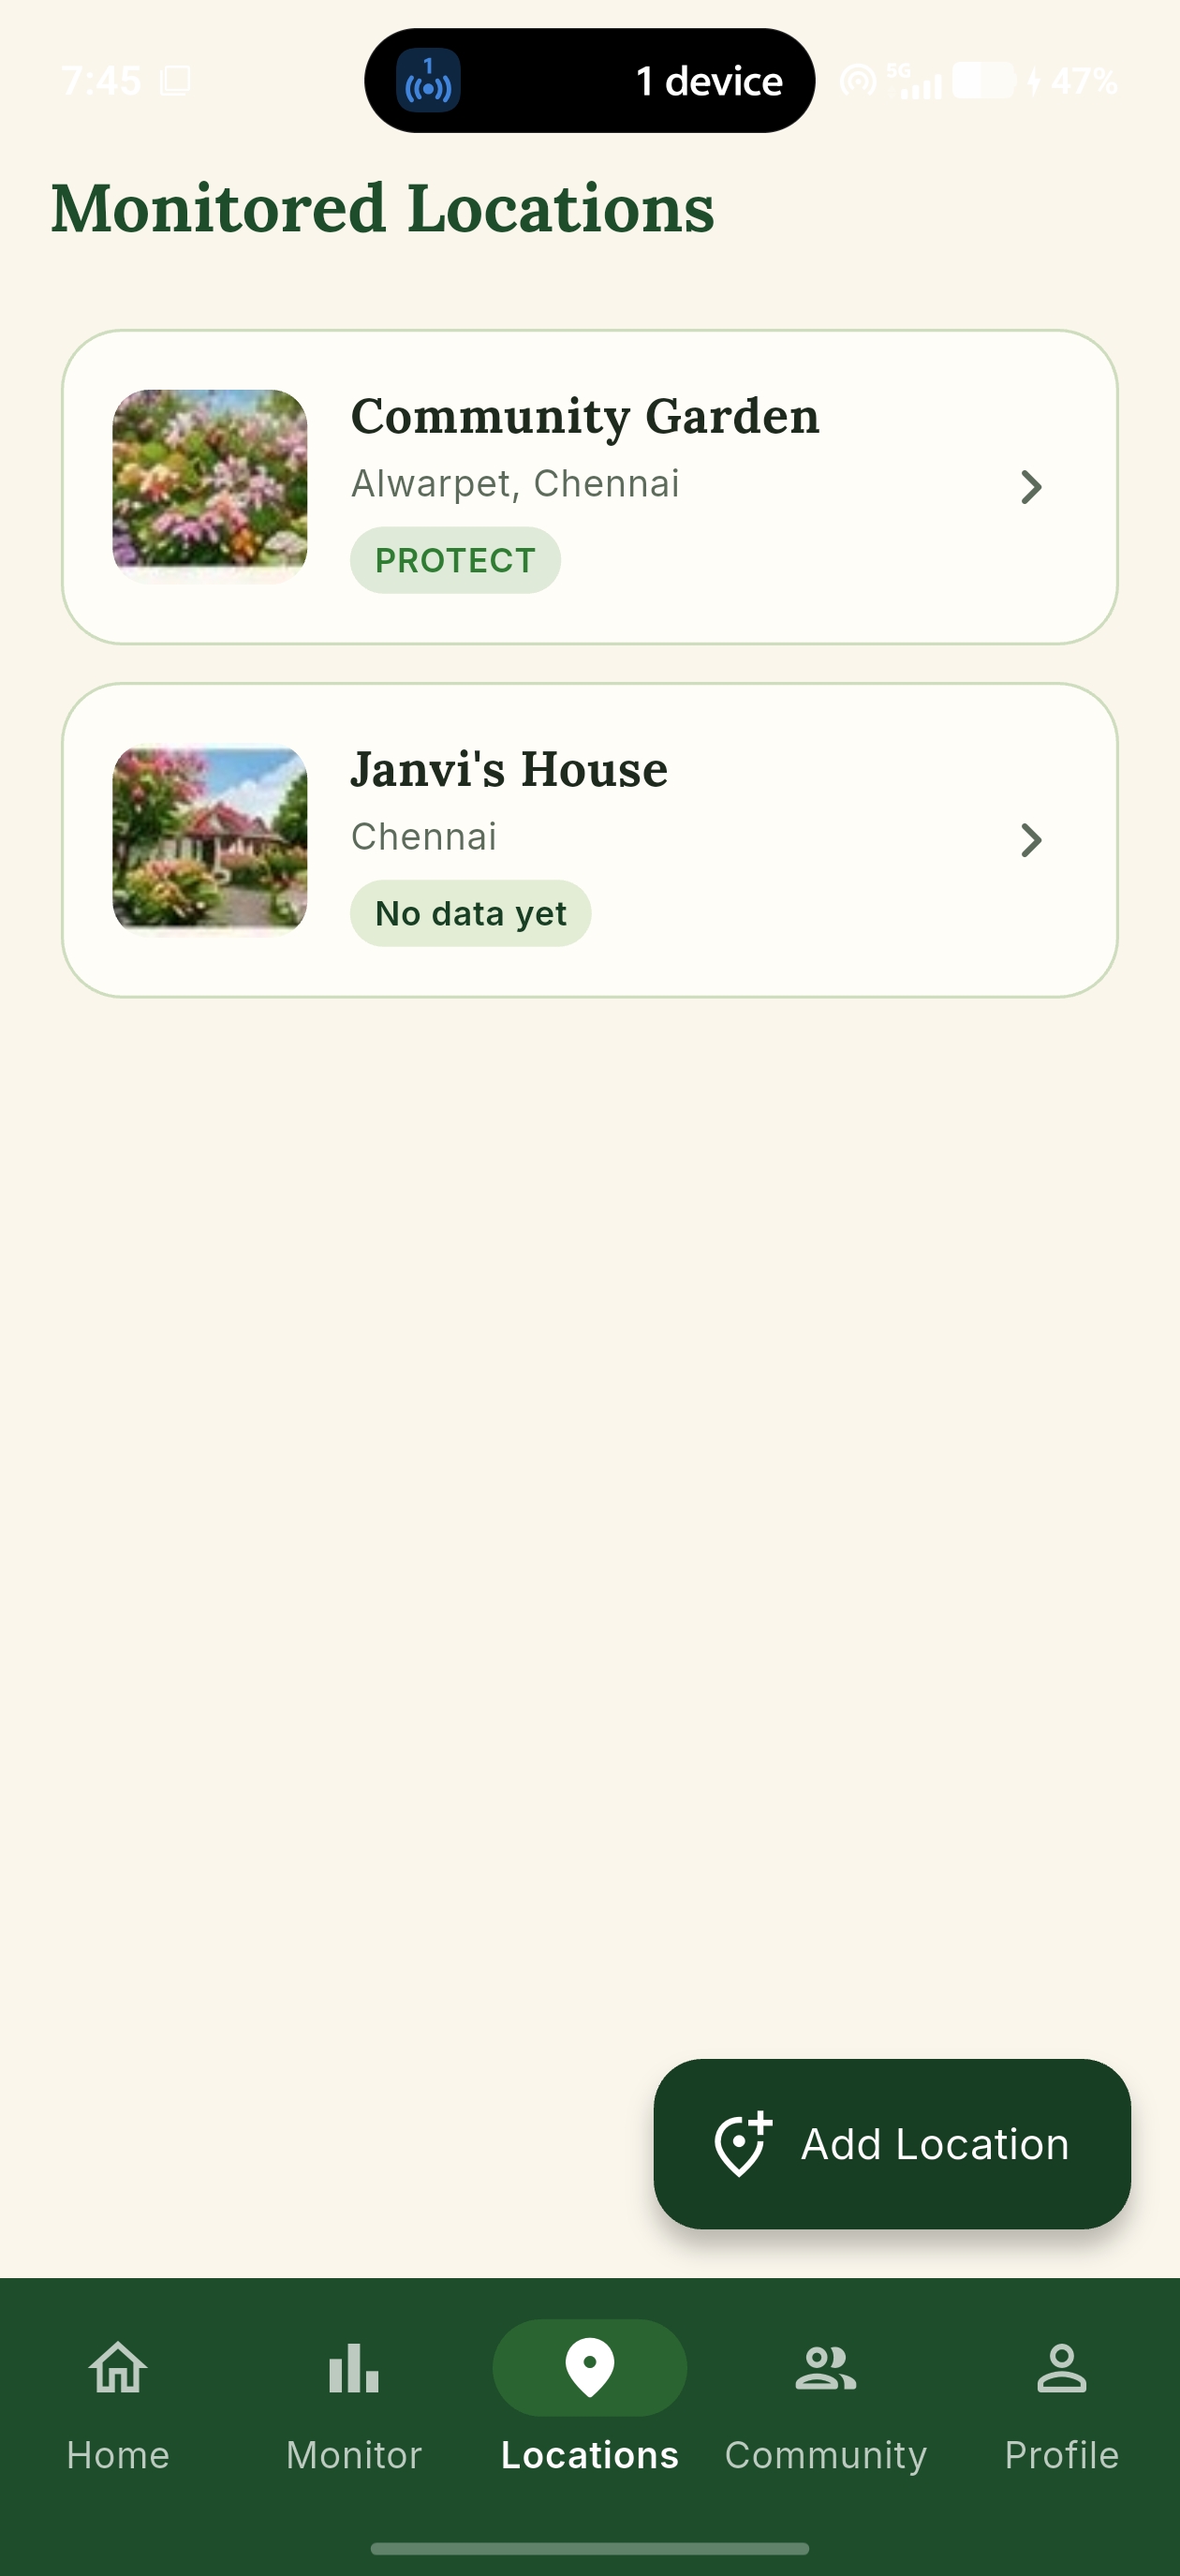 7:45
1
1 device
5G
47%
Monitored Locations
Community Garden
Alwarpet, Chennai
PROTECT
Janvi's House
Chennai
No data yet
Add Location
Home
Monitor
Locations
Community
Profile